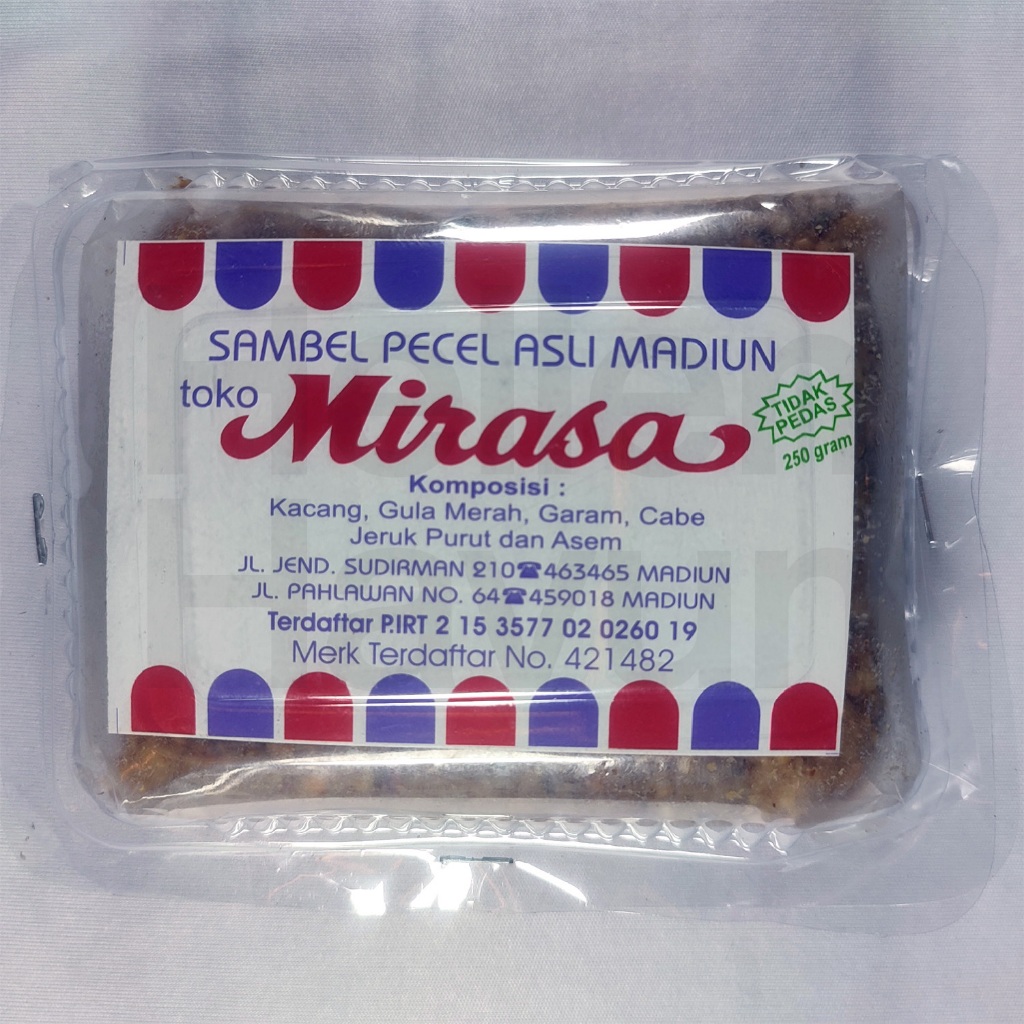 SAMBEL PECEL ASLI MADIUN
toko Mirasa
TIDAK
PEDAS
250 gram
Komposisi :
Kacang, Gula Merah, Garam, Cabe
Jeruk Purut dan Asem
JL. JEND. SUDIRMAN 210☎463465 MADIUN
JL. PAHLAWAN NO. 64☎459018 MADIUN
Terdaftar P.IRT 2 15 3577 02 0260 19
Merk Terdaftar No. 421482